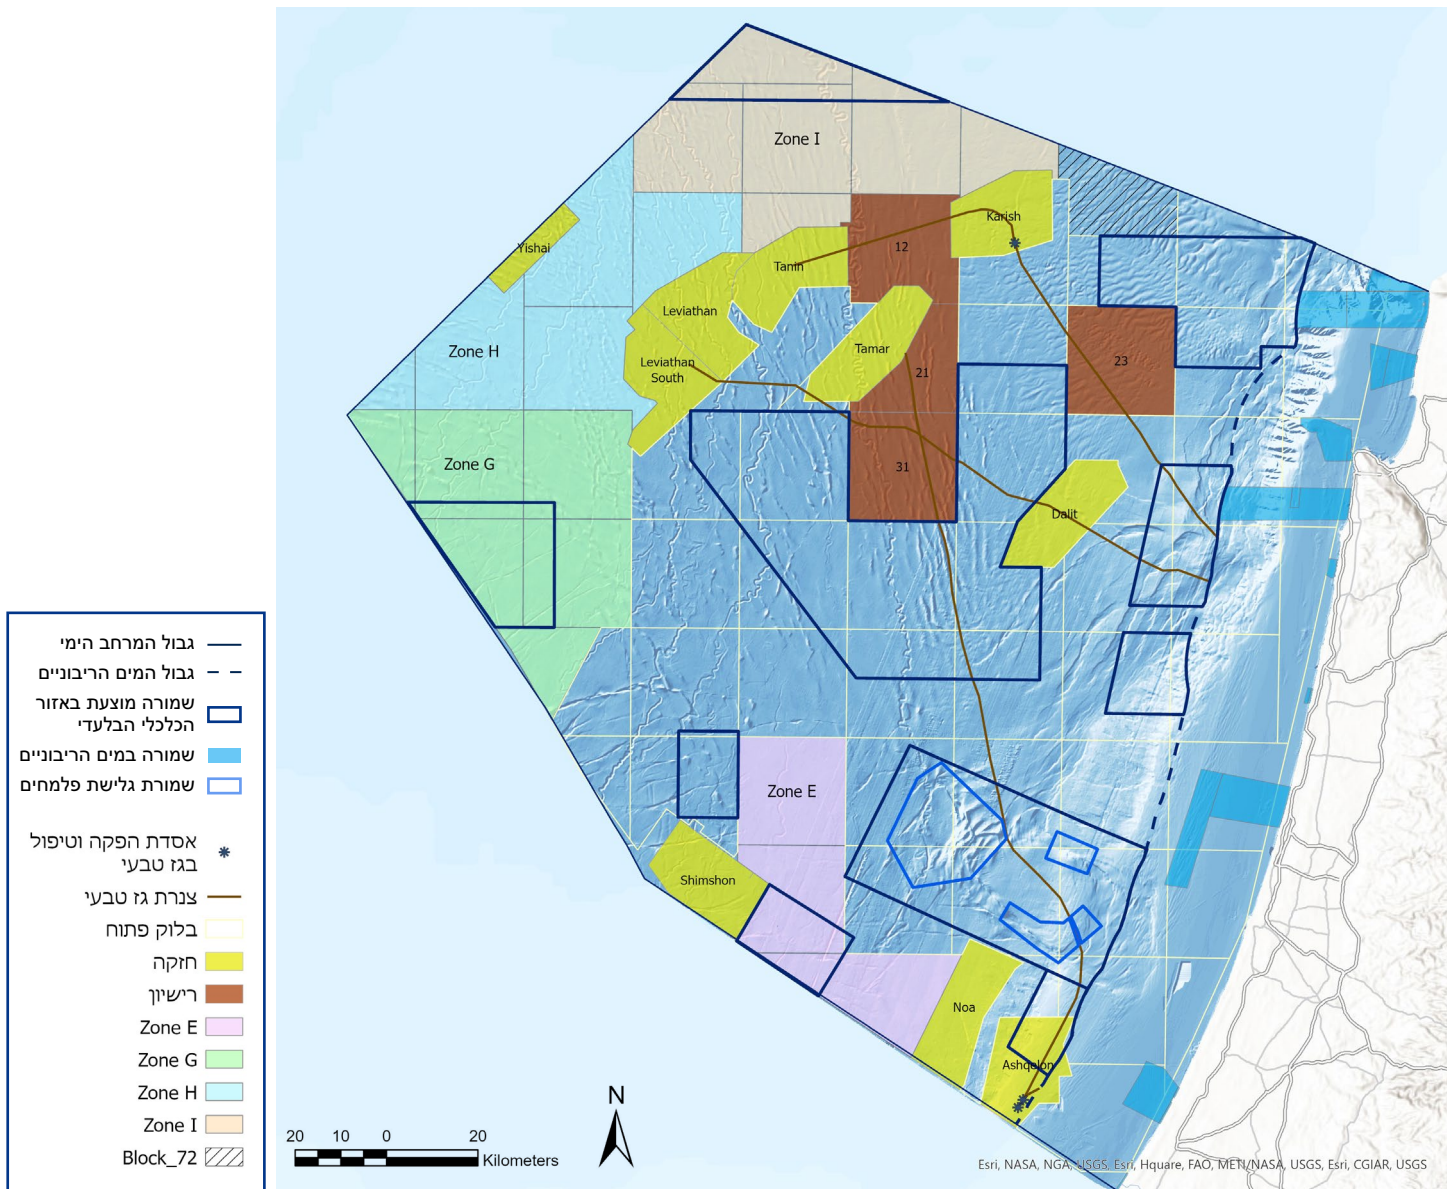 Zone I
Karish
Yishai
12
Tanin
Leviathan
Zone H
Tamar
Leviathan
South
21
23
Zone G
31
Dalit
Zone E
Shimshon
Noa
Ashqelon
גבול המרחב הימי
גבול המים הריבוניים
שמורה מוצעת באזור
הכלכלי הבלעדי
שמורה במים הריבוניים
שמורת גלישת פלמחים
אסדת הפקה וטיפול
בגז טבעי
צנרת גז טבעי
בלוק פתוח
חזקה
רישיון
Zone E
Zone G
Zone H
Zone I
Block_72
N
20 10 0 20
Kilometers
Esri, NASA, NGA, USGS, Esri, Hquare, FAO, METI/NASA, USGS, Esri, CGIAR, USGS